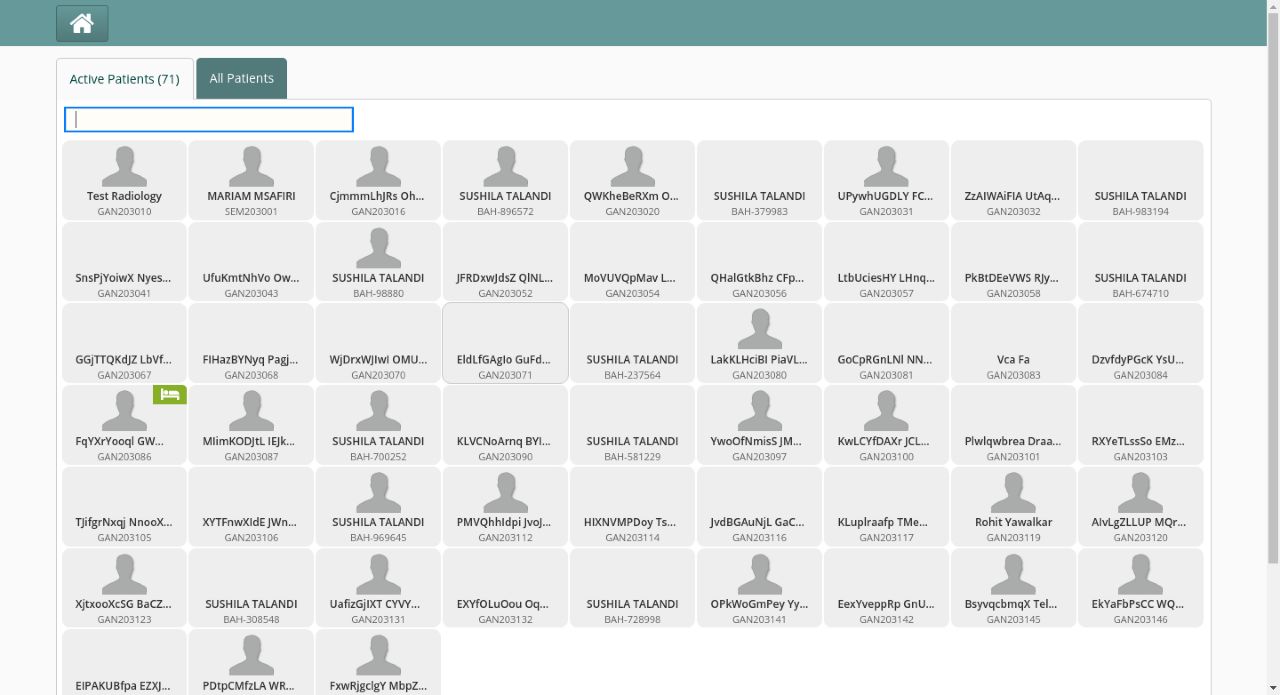 Active Patients (71)
All Patients
Test Radiology
GAN203010
MARIAM MSAFIRI
SEM203001
CjmmmLhJRs Oh...
GAN203016
SUSHILA TALANDI
BAH-896572
QWKheBeRXm O...
GAN203020
SUSHILA TALANDI
BAH-379983
UPywhUGDLY FC...
GAN203031
ZzAIWAiFIA UtAq...
GAN203032
SUSHILA TALANDI
BAH-983194
SnsPjYoiwX Nyes...
GAN203041
UfuKmtNhVo Ow...
GAN203043
SUSHILA TALANDI
BAH-98880
JFRDxwJdsZ QlNL...
GAN203052
MoVUVQpMav L...
GAN203054
QHalGtkBhz CFp...
GAN203056
LtbUciesHY LHnq...
GAN203057
PkBtDEeVWS RJy...
GAN203058
SUSHILA TALANDI
BAH-674710
GGjTTQKdJZ LbVf...
GAN203067
FIHazBYNyq Pagj...
GAN203068
WjDrxWJIwI OMU...
GAN203070
EldLfGAgIo GuFd...
GAN203071
SUSHILA TALANDI
BAH-237564
LakKLHciBI PiaVL...
GAN203080
GoCpRGnLNl NN...
GAN203081
Vca Fa
GAN203083
DzvfdyPGcK YsU...
GAN203084
FqYXrYooql GW...
GAN203086
MIimKODJtL IEJk...
GAN203087
SUSHILA TALANDI
BAH-700252
KLVCNoArnq BYI...
GAN203090
SUSHILA TALANDI
BAH-581229
YwoOfNmisS JM...
GAN203097
KwLCYfDAXr JCL...
GAN203100
Plwlqwbrea Draa...
GAN203101
RXYeTLssSo EMz...
GAN203103
TJifgrNxqj NnooX...
GAN203105
XYTFnwXIdE JWn...
GAN203106
SUSHILA TALANDI
BAH-969645
PMVQhhIdpi JvoJ...
GAN203112
HIXNVMPDoy Ts...
GAN203114
JvdBGAuNjL GaC...
GAN203116
KLuplraafp TMe...
GAN203117
Rohit Yawalkar
GAN203119
AIvLgZLLUP MQr...
GAN203120
XjtxooXcSG BaCZ...
GAN203123
SUSHILA TALANDI
BAH-308548
UafizGjIXT CYVY...
GAN203131
EXYfOLuOou Oq...
GAN203132
SUSHILA TALANDI
BAH-728998
OPkWoGmPey Yy...
GAN203141
EexYveppRp GnU...
GAN203142
BsyvqcbmqX Tel...
GAN203145
EkYaFbPsCC WQ...
GAN203146
EIPAKUBfpa EZXJ...
PDtpCMfzLA WR...
FxwRjgclgY MbpZ...